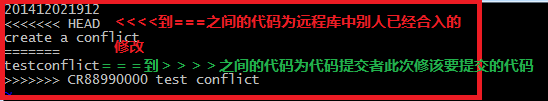 201412021912
<<<<<<< HEAD <<<<到===之间的代码为远程库中别人已经合入的
create a conflict 修改
=======
testconflict===到>>>>之间的代码为代码提交者此次修该要提交的代码
>>>>>>> CR88990000 test conflict